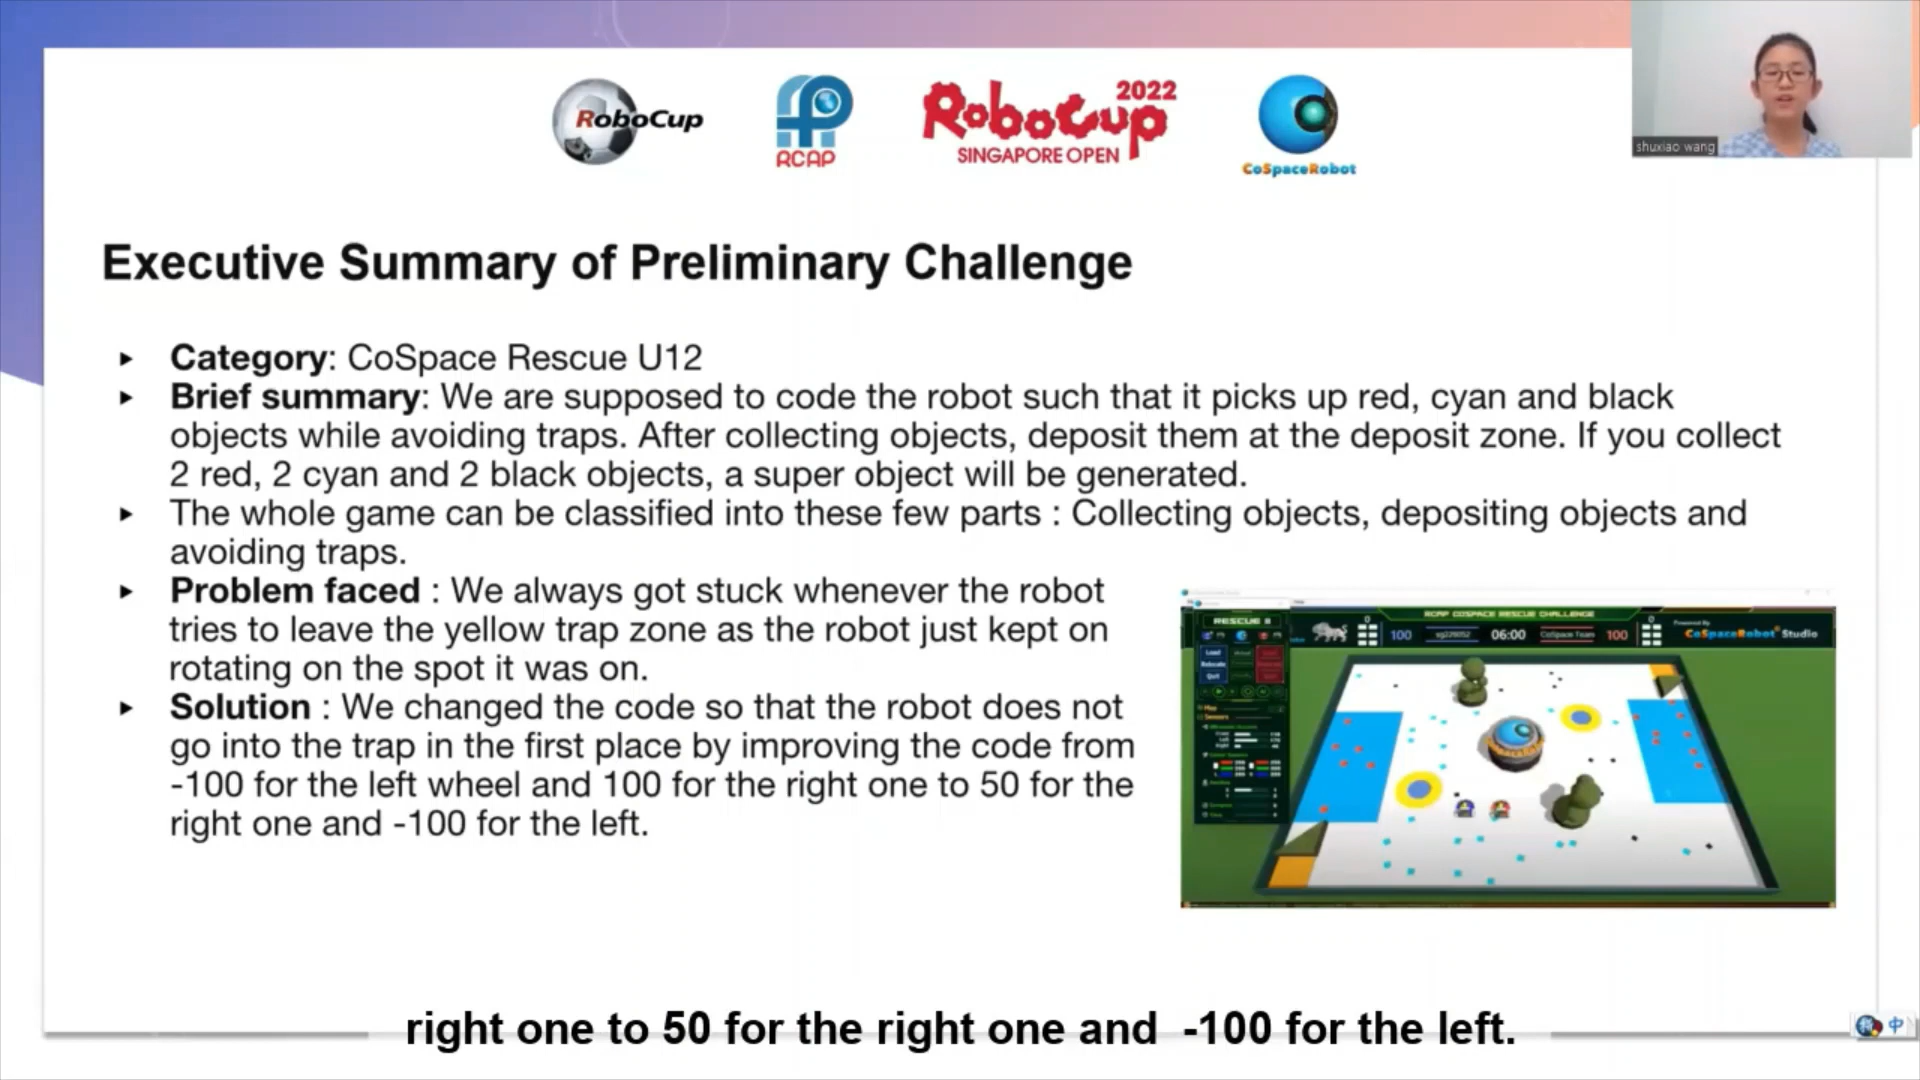 RoboCup
RCAP
RoboCup
2022
SINGAPORE OPEN
CoSpaceRobot
shuxiao wang
Executive Summary of Preliminary Challenge
▸ Category: CoSpace Rescue U12
▸ Brief summary: We are supposed to code the robot such that it picks up red, cyan and black
objects while avoiding traps. After collecting objects, deposit them at the deposit zone. If you collect
2 red, 2 cyan and 2 black objects, a super object will be generated.
▸ The whole game can be classified into these few parts : Collecting objects, depositing objects and
avoiding traps.
▸ Problem faced : We always got stuck whenever the robot
tries to leave the yellow trap zone as the robot just kept on
rotating on the spot it was on.
▸ Solution : We changed the code so that the robot does not
go into the trap in the first place by improving the code from
-100 for the left wheel and 100 for the right one to 50 for the
right one and -100 for the left.
RCAP COSPACE RESCUE CHALLENGE
RESCUE
100
06:00
CoSpace Team
100
Powered By
CoSpaceRobot Studio
right one to 50 for the right one and -100 for the left.
中